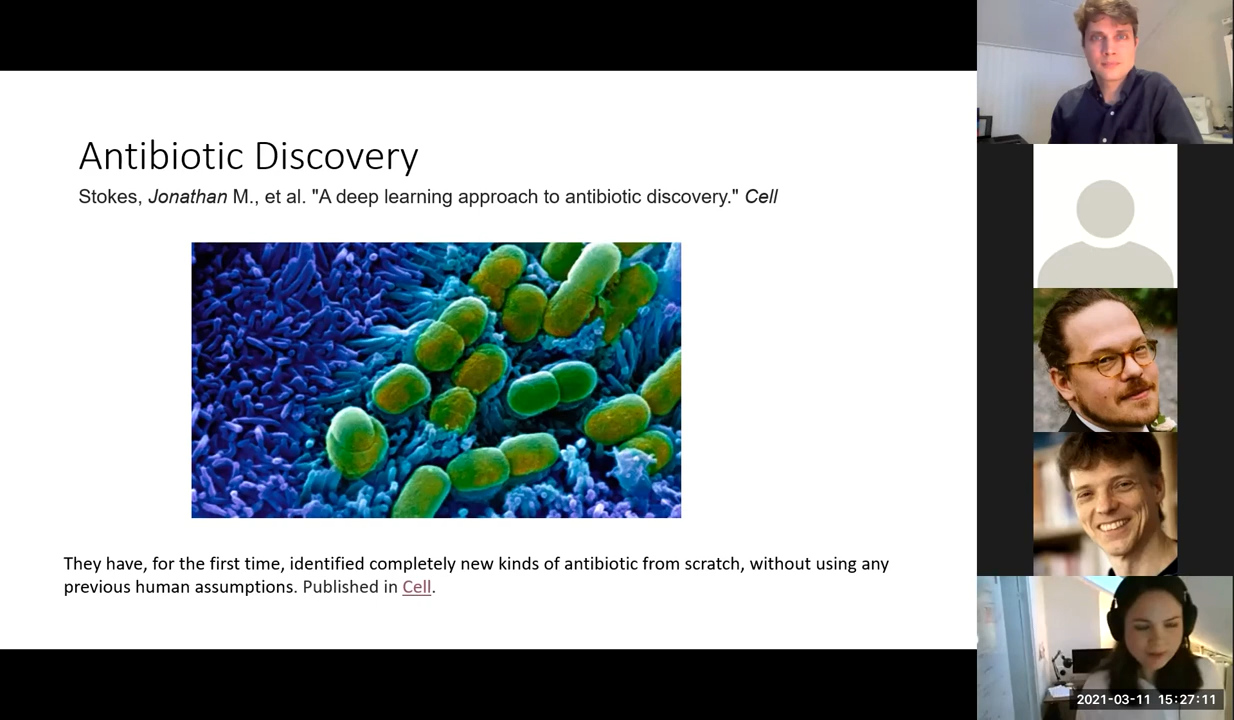 Antibiotic Discovery
Stokes, Jonathan M., et al. "A deep learning approach to antibiotic discovery." Cell
They have, for the first time, identified completely new kinds of antibiotic from scratch, without using any
previous human assumptions. Published in Cell.
2021-03-11 15:27:11